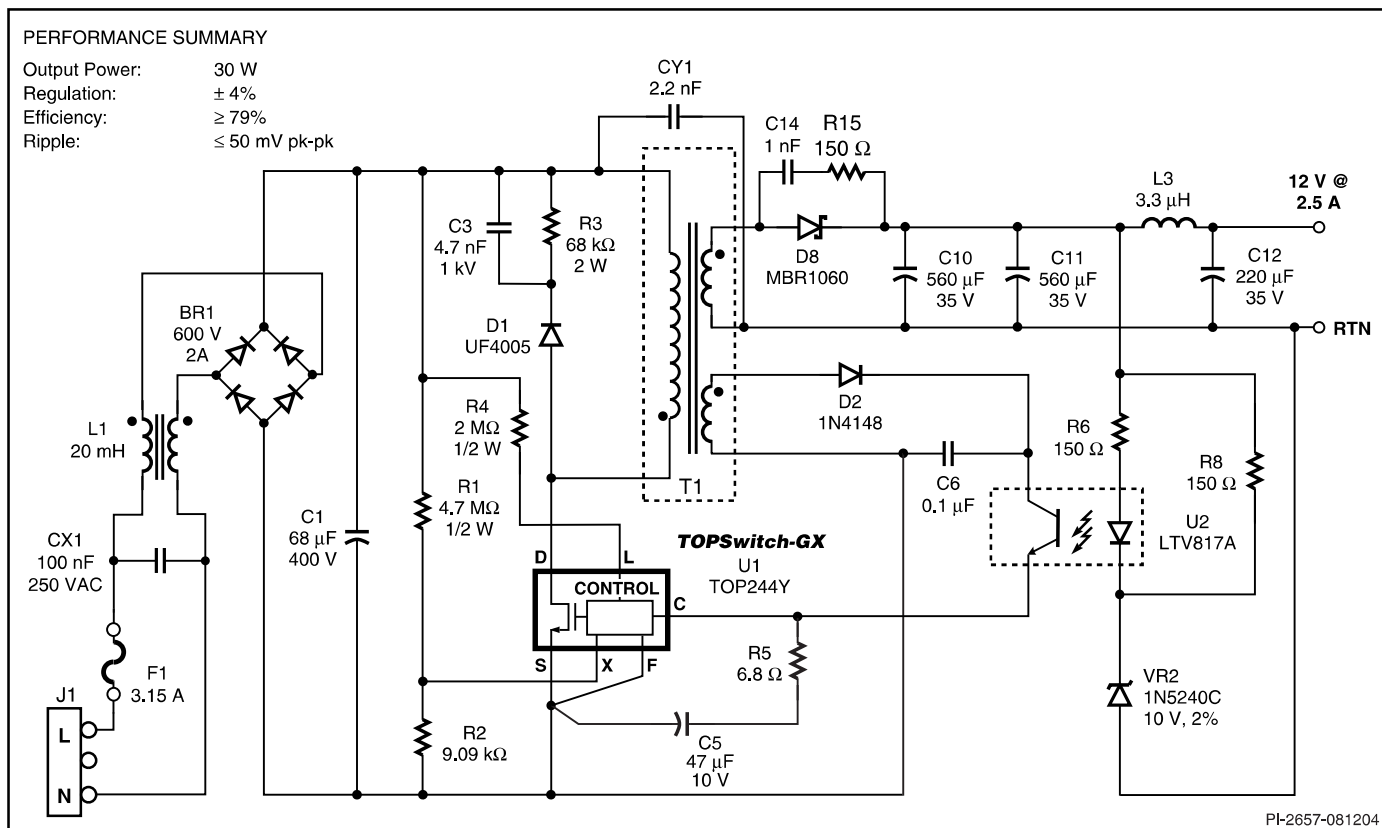 PERFORMANCE SUMMARY
Output Power: 30 W
Regulation: ± 4%
Efficiency: ≥ 79%
Ripple: ≤ 50 mV pk-pk
CY1
2.2 nF
C14
1 nF
R15
150 Ω
L3
3.3 µH
12 V @
2.5 A
C3
4.7 nF
1 kV
R3
68 kΩ
2 W
D8
MBR1060
C10
560 µF
35 V
C11
560 µF
35 V
C12
220 µF
35 V
RTN
BR1
600 V
2A
D1
UF4005
D2
1N4148
L1
20 mH
R4
2 MΩ
1/2 W
R6
150 Ω
R8
150 Ω
T1
C6
0.1 µF
R1
4.7 MΩ
1/2 W
C1
68 µF
400 V
CX1
100 nF
250 VAC
TOPSwitch-GX
U1
TOP244Y
U2
LTV817A
D
L
CONTROL
C
S
X
F
R5
6.8 Ω
F1
3.15 A
J1
L
N
R2
9.09 kΩ
C5
47 µF
10 V
VR2
1N5240C
10 V, 2%
PI-2657-081204